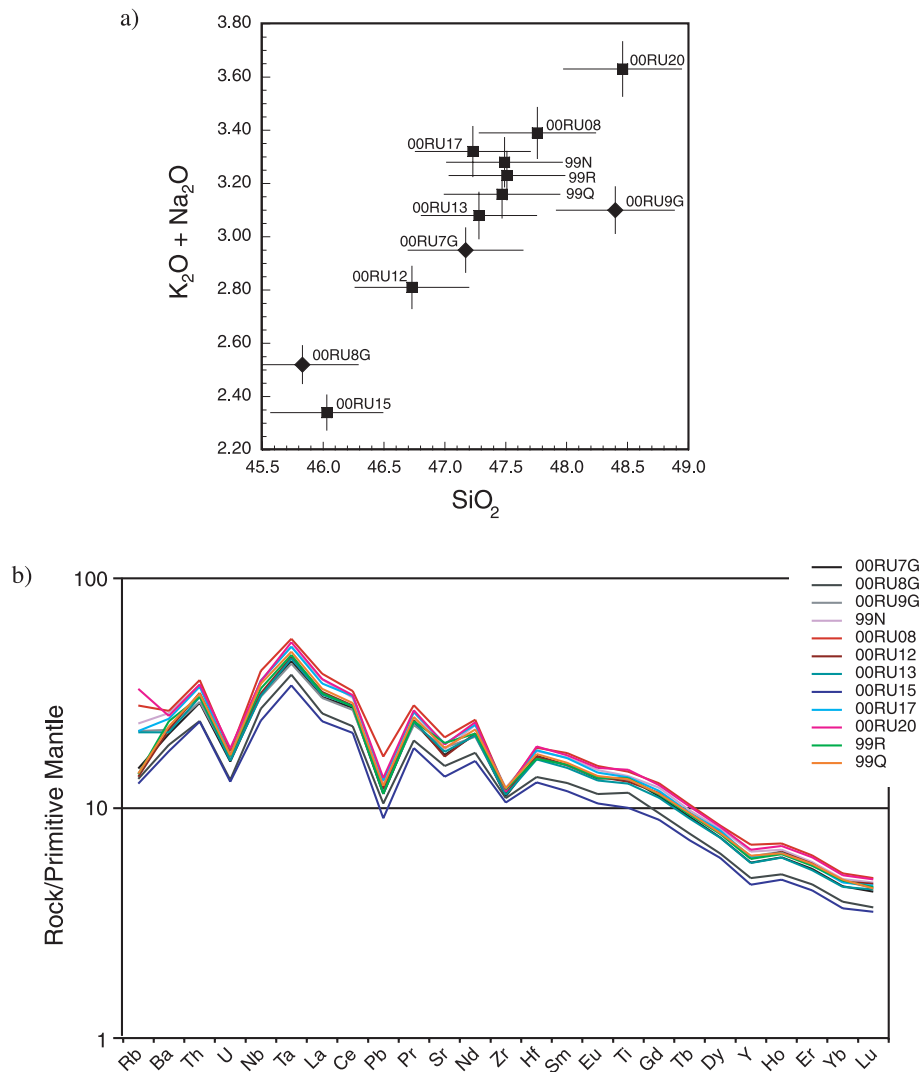 a)
3.80
3.60
3.40
3.20
3.00
2.80
2.60
2.40
2.20
K2O + Na2O
00RU20
00RU08
00RU17
99N
99R
99Q
00RU9G
00RU13
00RU7G
00RU12
00RU8G
00RU15
45.5 46.0 46.5 47.0 47.5 48.0 48.5 49.0
SiO2
b)
100
10
1
Rock/Primitive Mantle
00RU7G
00RU8G
00RU9G
99N
00RU08
00RU12
00RU13
00RU15
00RU17
00RU20
99R
99Q
Rb Ba Th U Nb Ta La Ce Pb Pr Sr Nd Zr Hf Sm Eu Ti Gd Tb Dy Y Ho Er Yb Lu